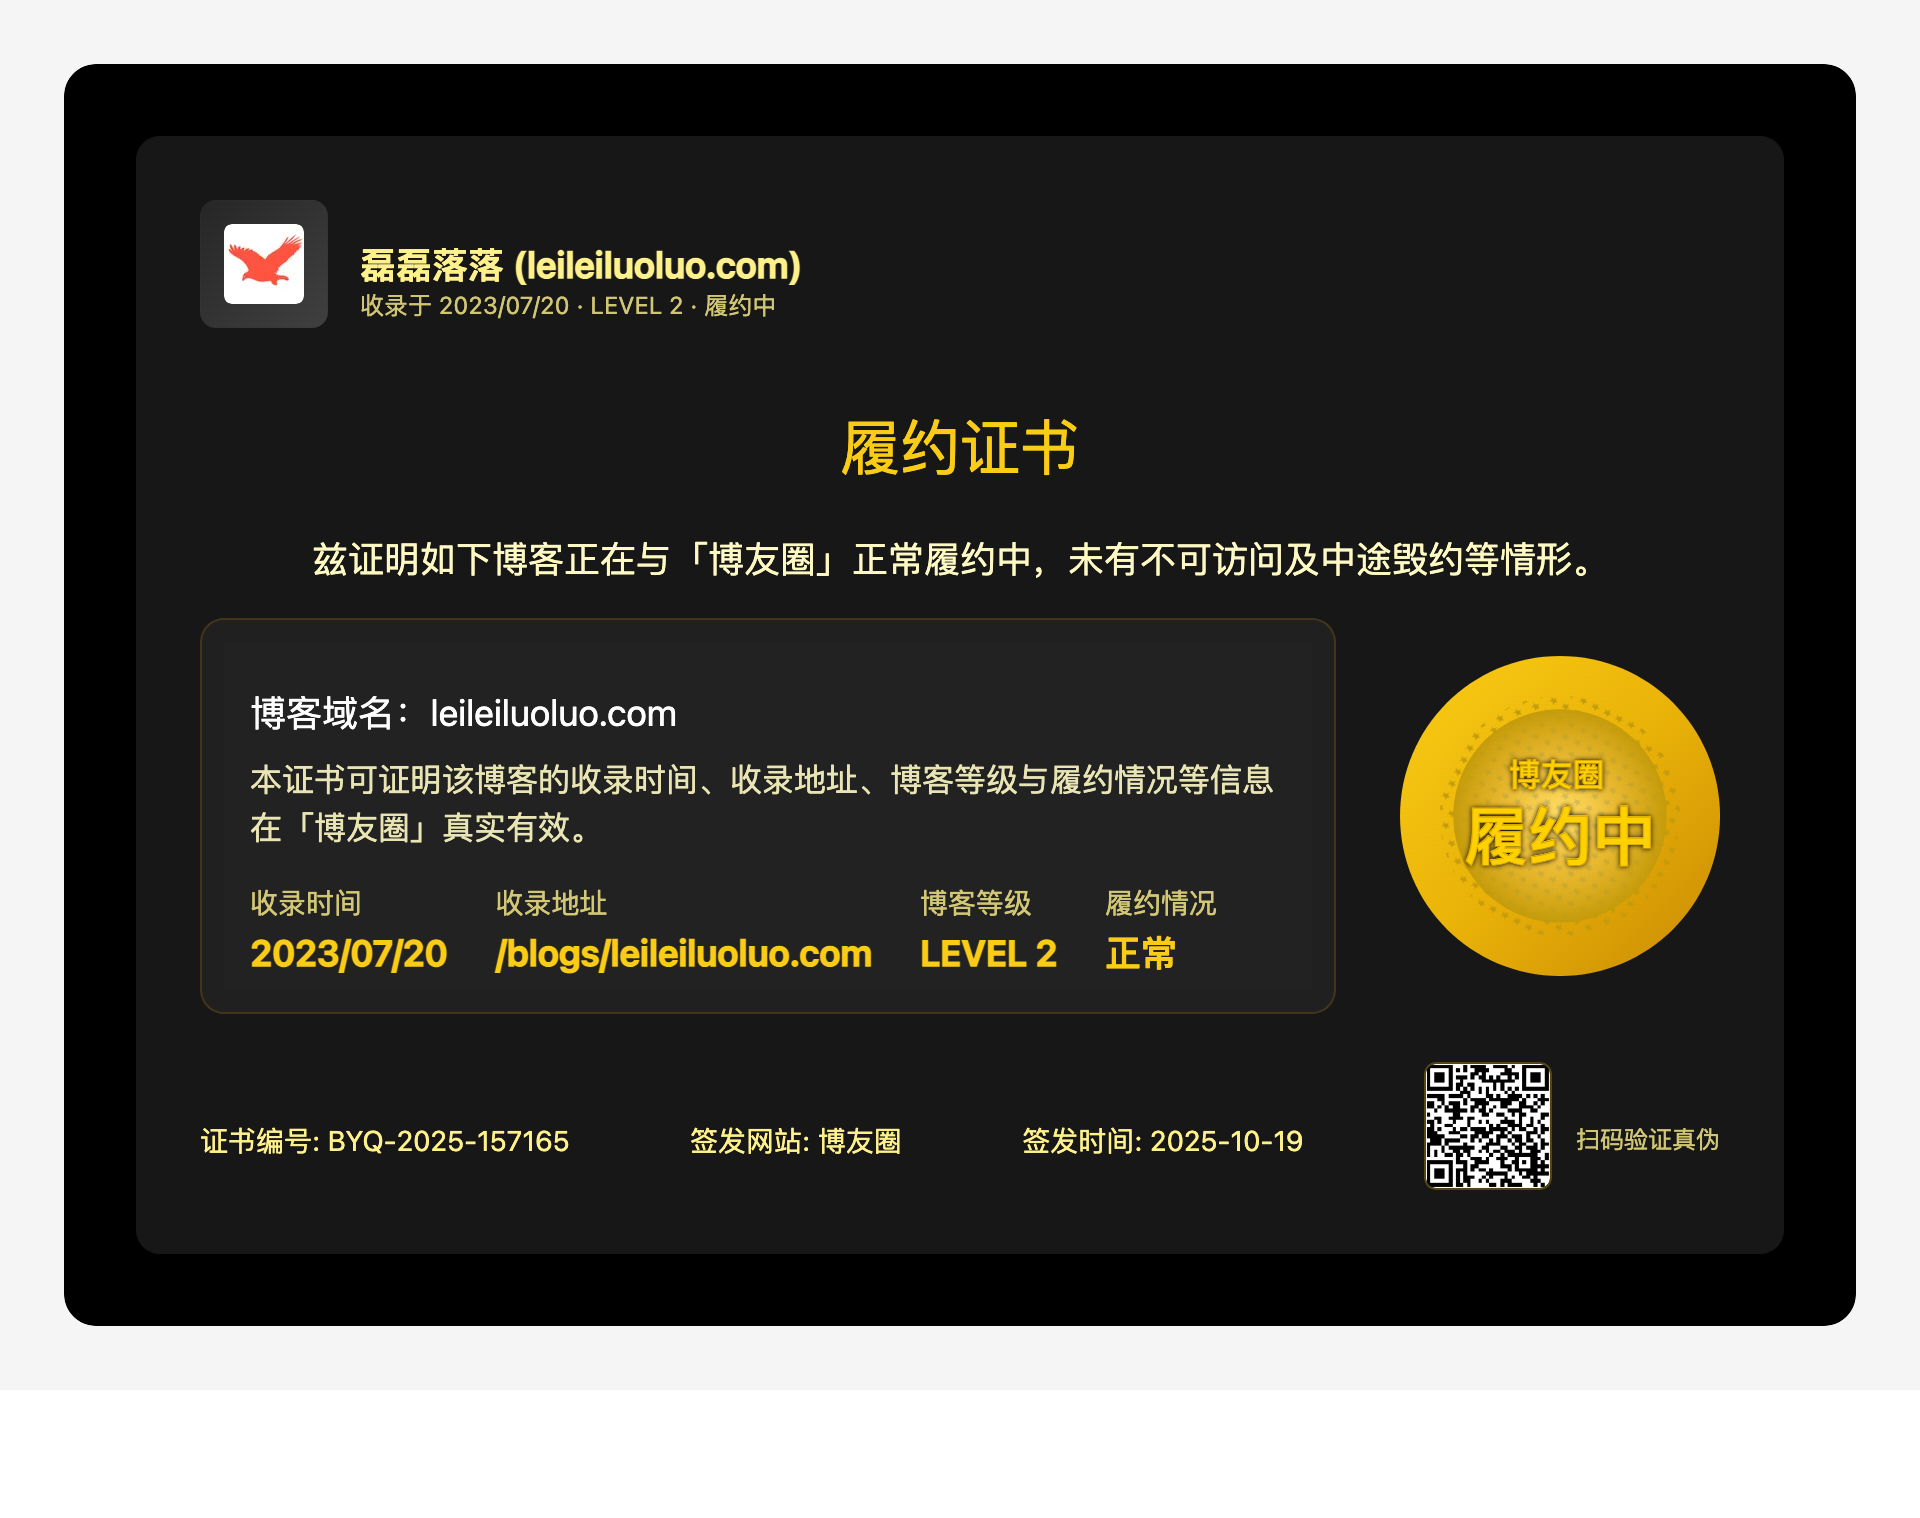 磊磊落落 (leileiluoluo.com)
收录于 2023/07/20 · LEVEL 2 · 履约中
履约证书
兹证明如下博客正在与「博友圈」正常履约中，未有不可访问及中途毁约等情形。
博客域名：leileiluoluo.com
本证书可证明该博客的收录时间、收录地址、博客等级与履约情况等信息
在「博友圈」真实有效。
收录时间 收录地址 博客等级 履约情况
2023/07/20 /blogs/leileiluoluo.com LEVEL 2 正常
博友圈
履约中
证书编号: BYQ-2025-157165 签发网站: 博友圈 签发时间: 2025-10-19 扫码验证真伪